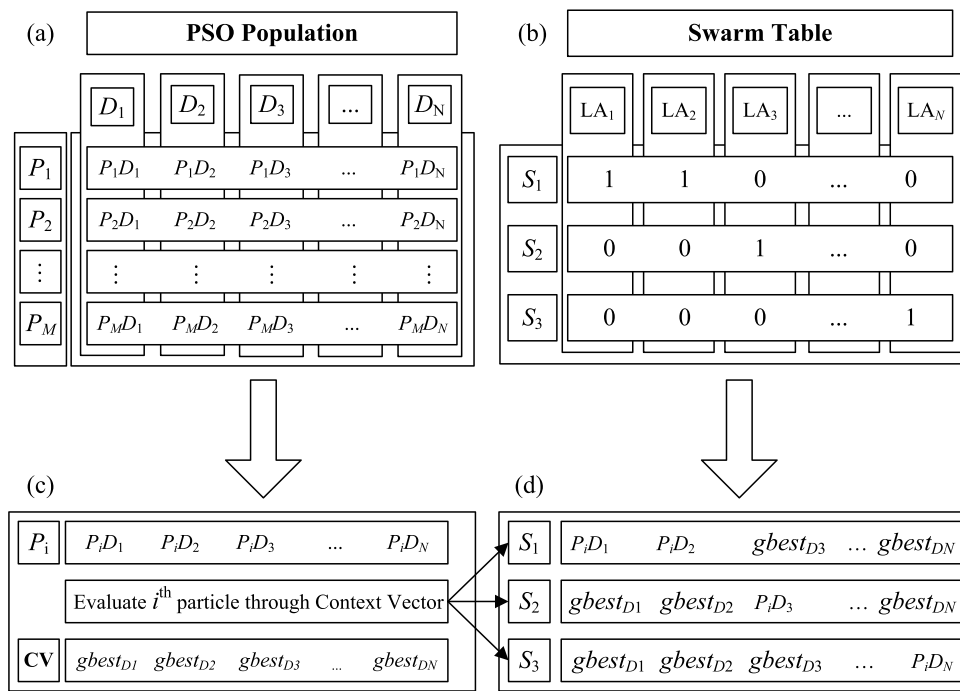 (a) PSO Population
D1 D2 D3 ... DN
P1 P1D1 P1D2 P1D3 ... P1DN
P2 P2D1 P2D2 P2D3 ... P2DN
⋮ ⋮ ⋮ ⋮ ⋮ ⋮
PM PMD1 PMD2 PMD3 ... PMDN
(b) Swarm Table
LA1 LA2 LA3 ... LAN
S1 1 1 0 ... 0
S2 0 0 1 ... 0
S3 0 0 0 ... 1
(c)
Pi PiD1 PiD2 PiD3 ... PiDN
Evaluate ith particle through Context Vector
CV gbestD1 gbestD2 gbestD3 ... gbestDN
(d)
S1 PiD1 PiD2 gbestD3 ... gbestDN
S2 gbestD1 gbestD2 PiD3 ... gbestDN
S3 gbestD1 gbestD2 gbestD3 ... PiDN